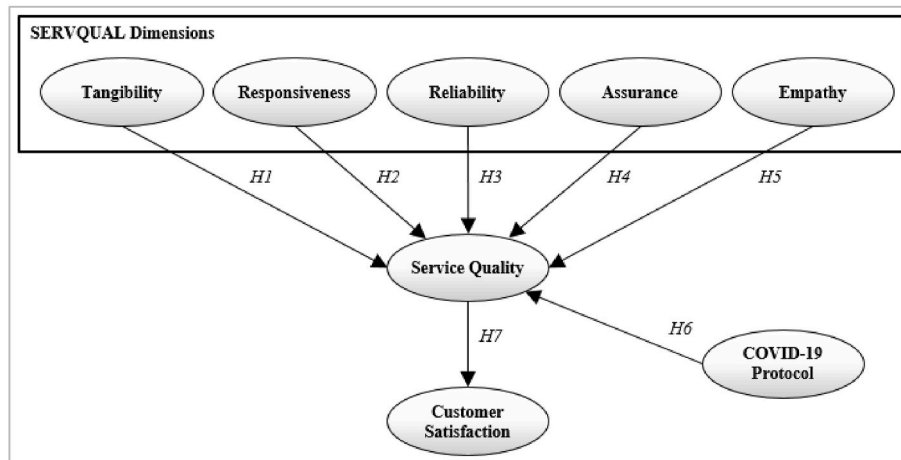 SERVQUAL Dimensions
Tangibility
Responsiveness
Reliability
Assurance
Empathy
H1
H2
H3
H4
H5
Service Quality
H7
H6
COVID-19
Protocol
Customer
Satisfaction